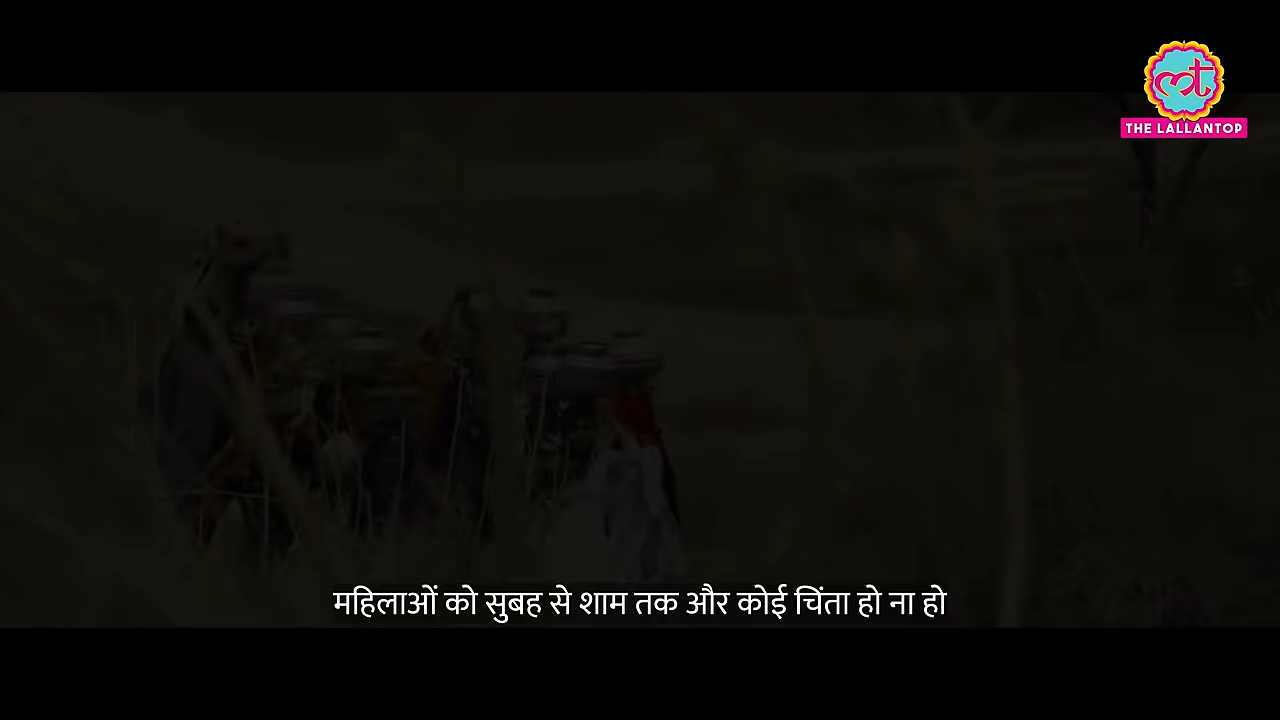 THE LALLANTOP
महिलाओं को सुबह से शाम तक और कोई चिंता हो ना हो